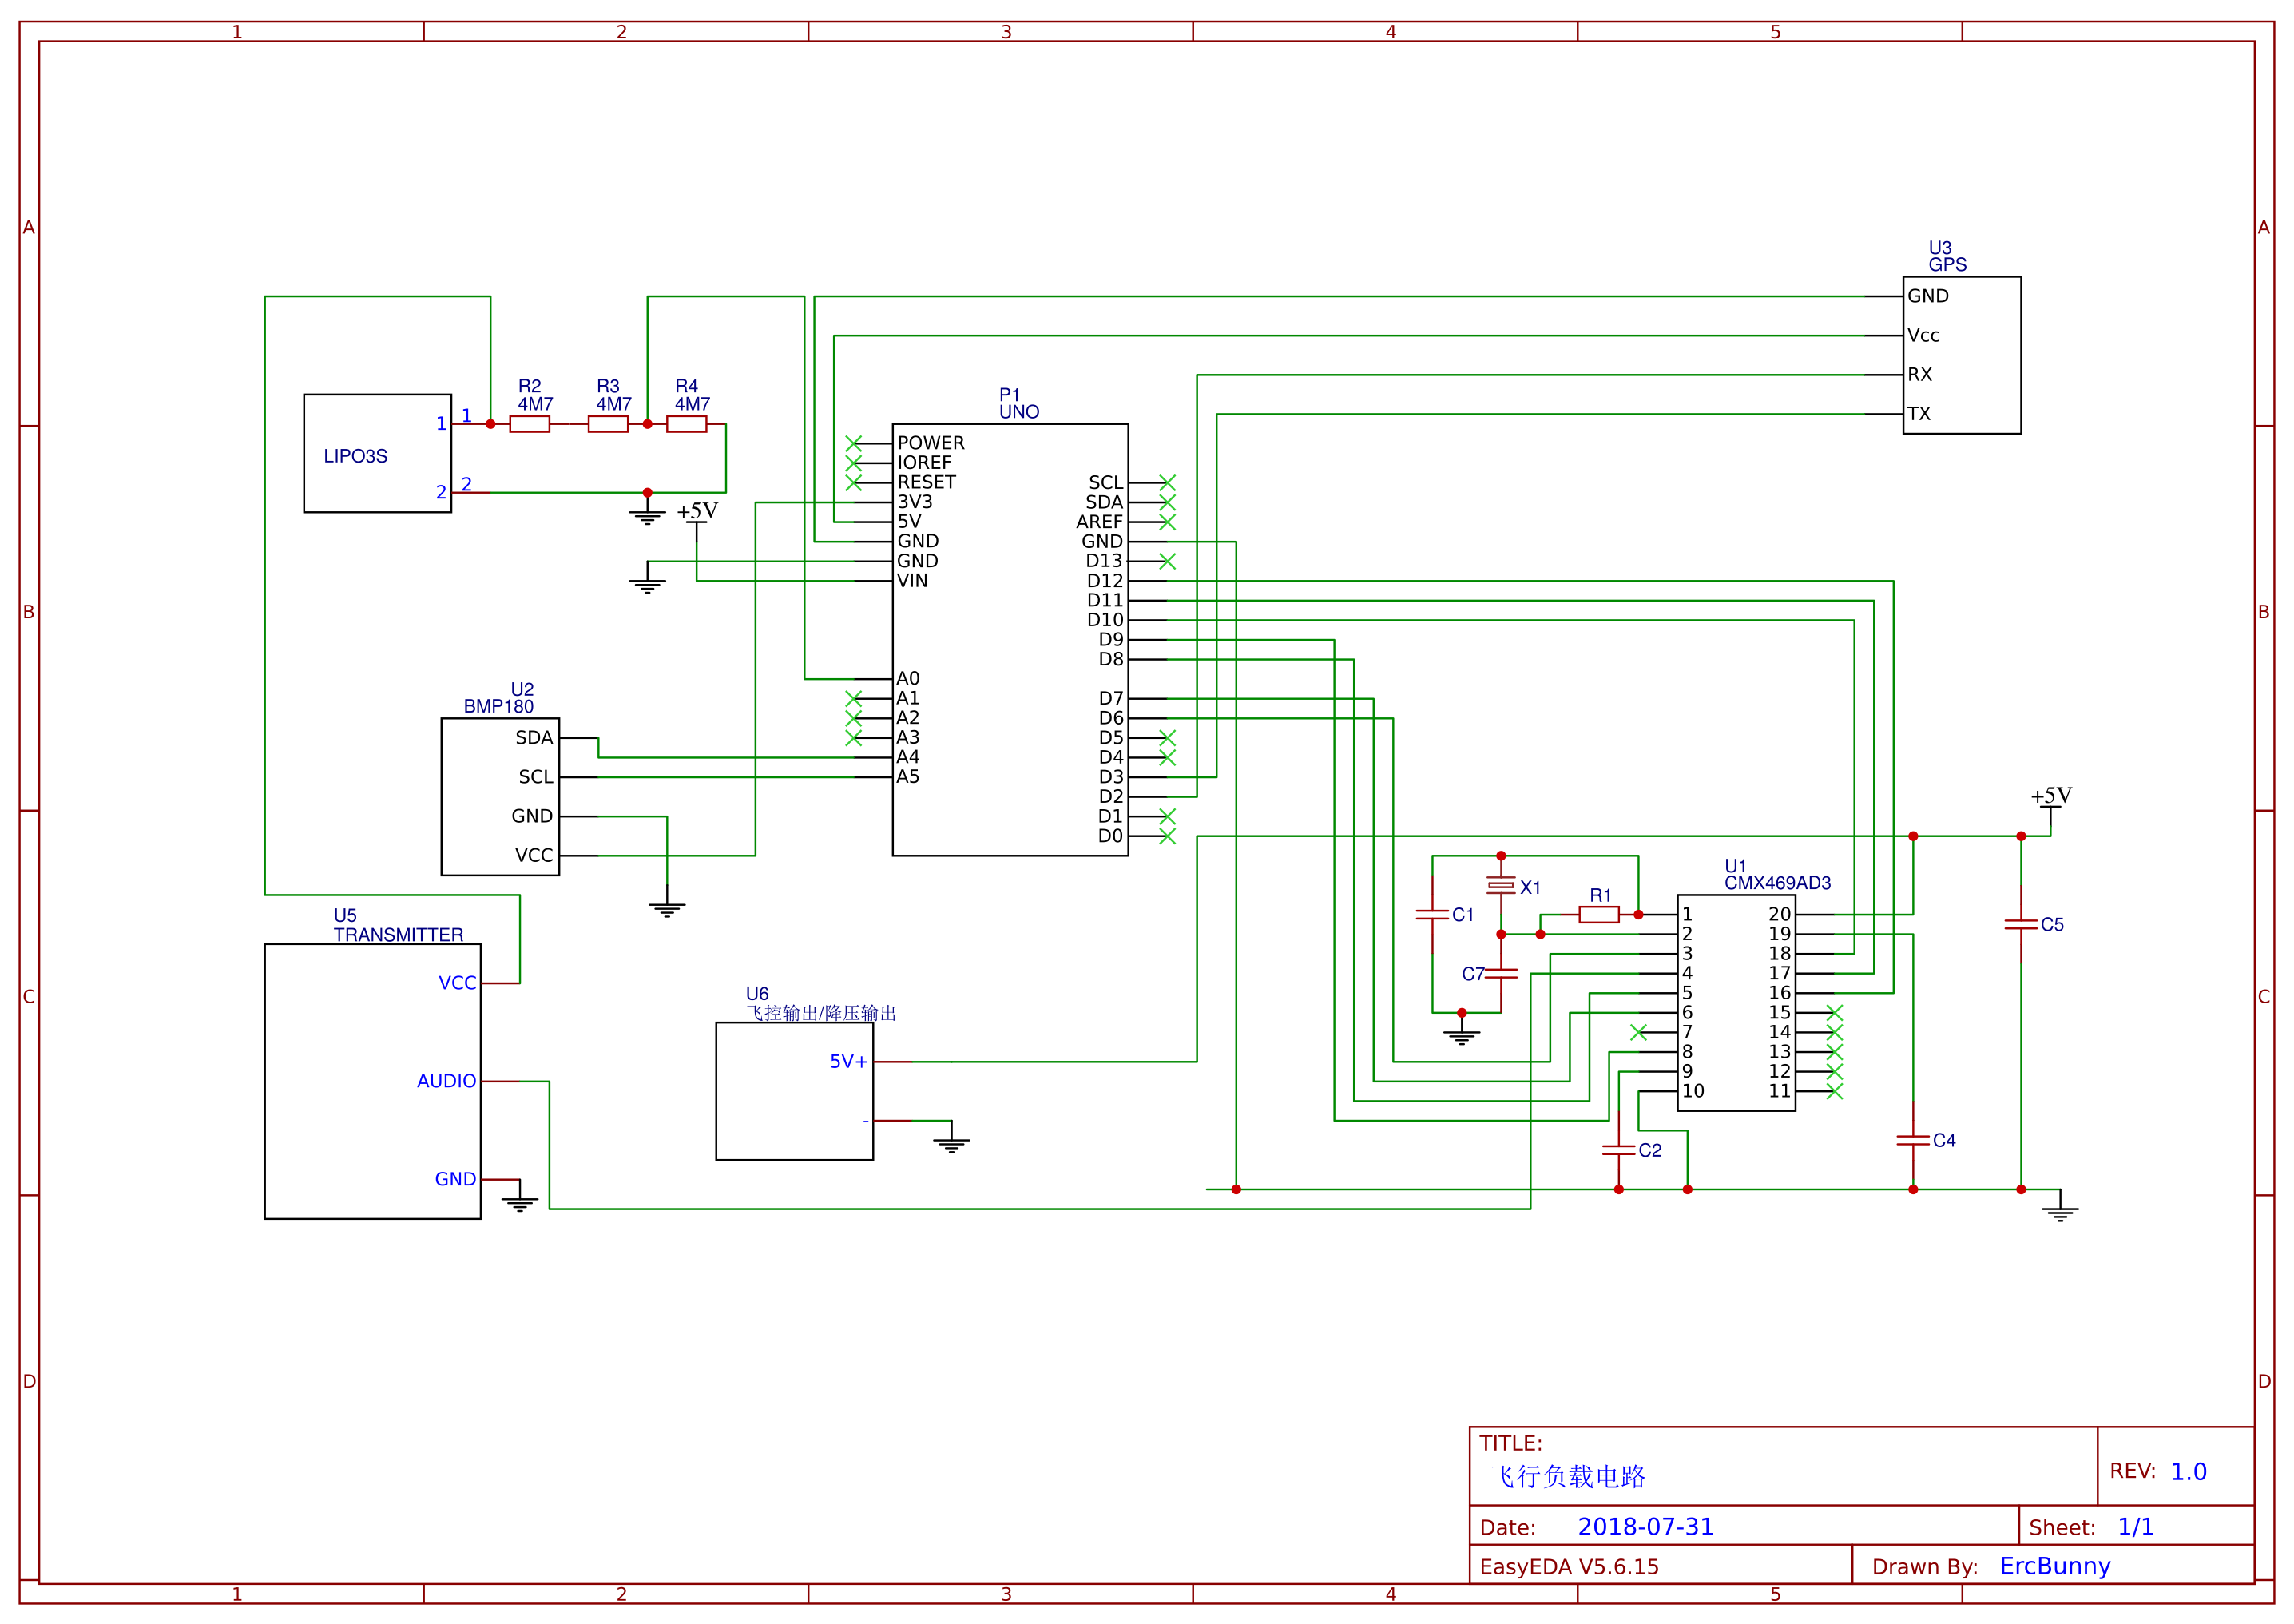 1 2 3 4 5
A
A
B
B
C
C
D
D
U3
GPS
GND
Vcc
RX
TX
LIPO3S
1 1
2 2
R2
4M7
R3
4M7
R4
4M7
+5V
P1
UNO
POWER
IOREF
RESET
3V3
5V
GND
GND
VIN
A0
A1
A2
A3
A4
A5
SCL
SDA
AREF
GND
D13
D12
D11
D10
D9
D8
D7
D6
D5
D4
D3
D2
D1
D0
U2
BMP180
SDA
SCL
GND
VCC
U5
TRANSMITTER
VCC
AUDIO
GND
U6
飞控输出/降压输出
5V+
-
+5V
X1
R1
C1
C7
U1
CMX469AD3
1 20
2 19
3 18
4 17
5 16
6 15
7 14
8 13
9 12
10 11
C5
C2
C4
TITLE:
飞行负载电路
REV: 1.0
Date: 2018-07-31
Sheet: 1/1
EasyEDA V5.6.15
Drawn By: ErcBunny
1 2 3 4 5